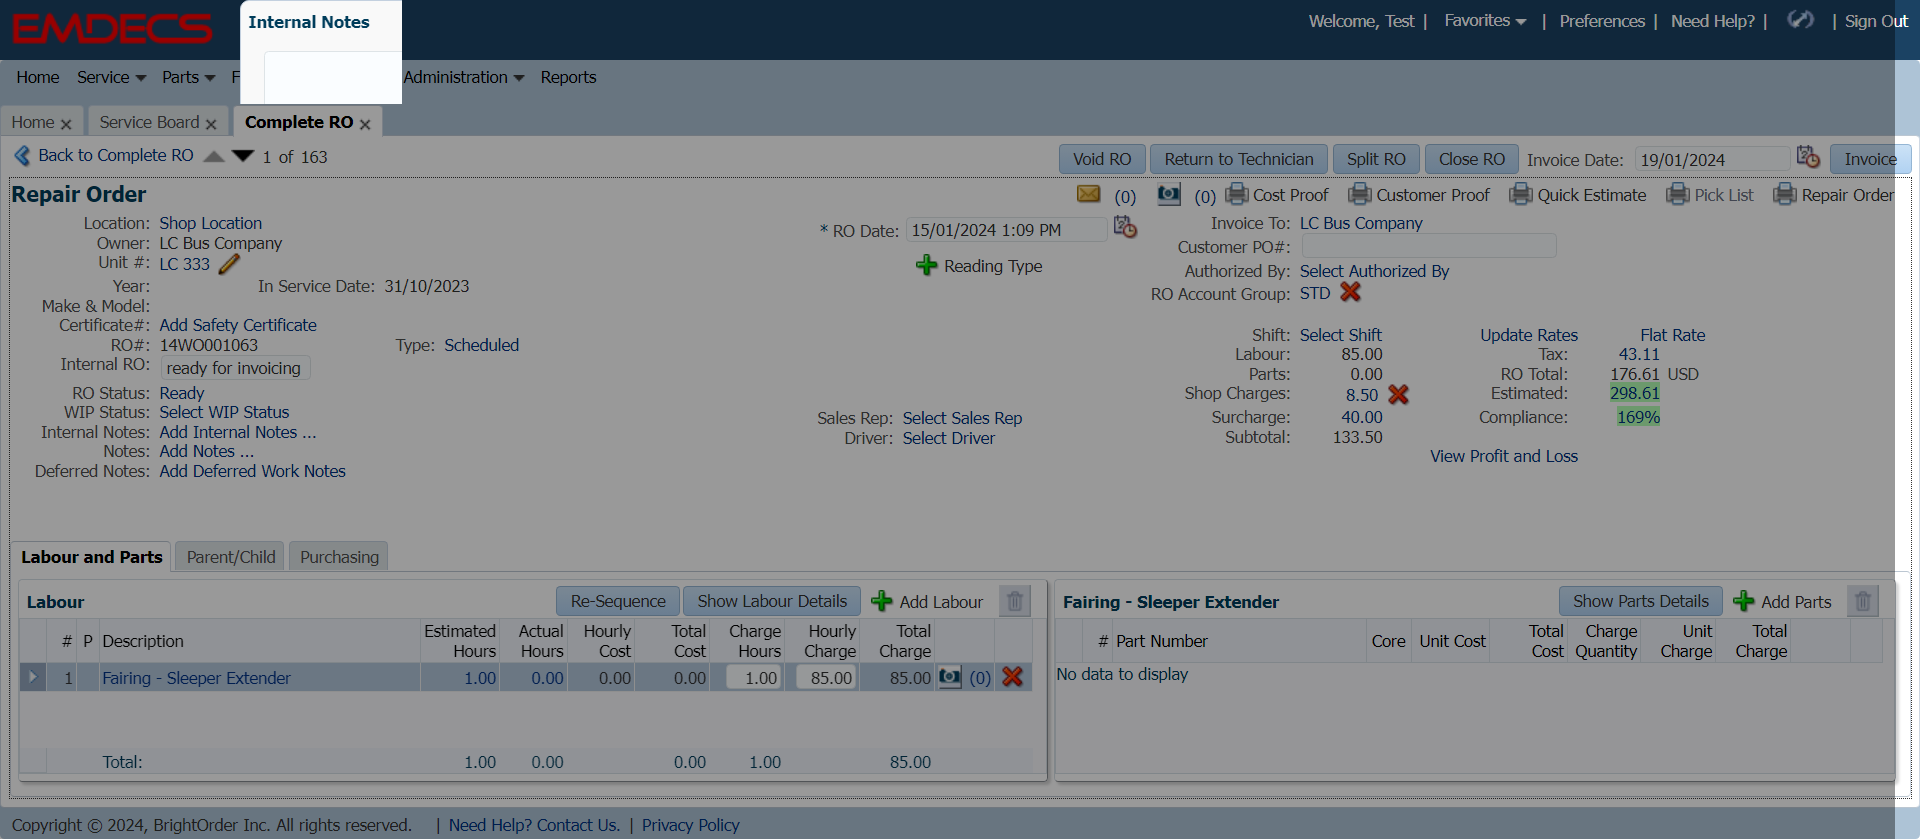 EMDECS
Internal Notes
Welcome, Test | Favorites | Preferences | Need Help? | | Sign Out
Home Service Parts F Administration Reports
Home Service Board Complete RO
Back to Complete RO 1 of 163
Void RO Return to Technician Split RO Close RO Invoice Date: 19/01/2024 Invoice
Repair Order
(0) (0) Cost Proof Customer Proof Quick Estimate Pick List Repair Order
Location: Shop Location
Owner: LC Bus Company
Unit #: LC 333
Year: In Service Date: 31/10/2023
Make & Model:
Certificate#: Add Safety Certificate
RO#: 14WO001063 Type: Scheduled
Internal RO: ready for invoicing
RO Status: Ready
WIP Status: Select WIP Status
Internal Notes: Add Internal Notes ...
Notes: Add Notes ...
Deferred Notes: Add Deferred Work Notes
* RO Date: 15/01/2024 1:09 PM
Reading Type
Sales Rep: Select Sales Rep
Driver: Select Driver
Invoice To: LC Bus Company
Customer PO#:
Authorized By: Select Authorized By
RO Account Group: STD
Shift: Select Shift Update Rates Flat Rate
Labour: 85.00 Tax: 43.11
Parts: 0.00 RO Total: 176.61 USD
Shop Charges: 8.50 Estimated: 298.61
Surcharge: 40.00 Compliance: 169%
Subtotal: 133.50
View Profit and Loss
Labour and Parts Parent/Child Purchasing
Labour Re-Sequence Show Labour Details Add Labour
# P Description Estimated Hours Actual Hours Hourly Cost Total Cost Charge Hours Hourly Charge Total Charge
1 Fairing - Sleeper Extender 1.00 0.00 0.00 0.00 1.00 85.00 85.00 (0)
Total: 1.00 0.00 0.00 1.00 85.00
Fairing - Sleeper Extender Show Parts Details Add Parts
# Part Number Core Unit Cost Total Cost Charge Quantity Unit Charge Total Charge
No data to display
Copyright © 2024, BrightOrder Inc. All rights reserved. | Need Help? Contact Us. | Privacy Policy